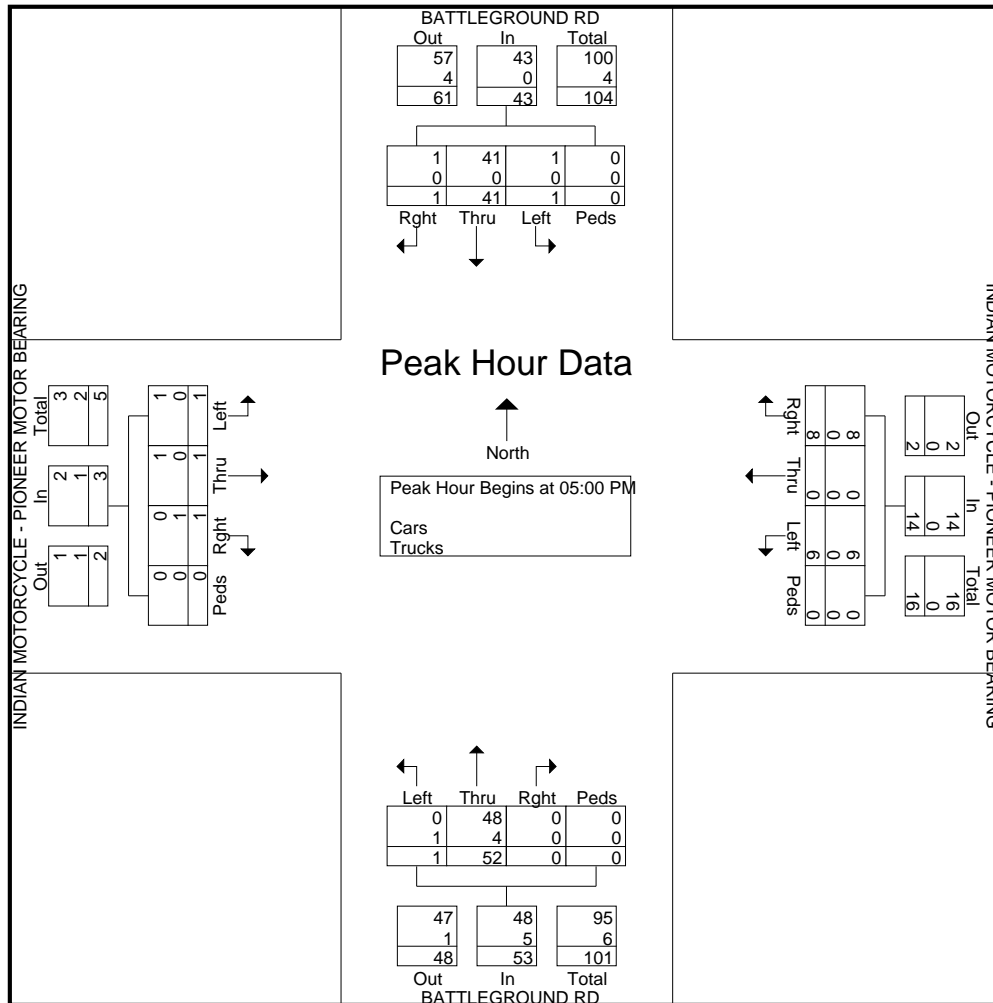 BATTLEGROUND RD
Out In Total
57 43 100
4 0 4
61 43 104
1 41 1 0
0 0 0 0
1 41 1 0
Rght Thru Left Peds
INDIAN MOTORCYCLE - PIONEER MOTOR BEARING
Total In Out
3 2 1
2 1 1
5 3 2
1 1 0 0
0 0 1 0
1 1 1 0
Left Thru Rght Peds
Peak Hour Data
North
Peak Hour Begins at 05:00 PM
Cars
Trucks
Rght Thru Left Peds
8 0 6 0
0 0 0 0
8 0 6 0
Out In Total
2 14 16
0 0 0
2 14 16
INDIAN MOTORCYCLE - PIONEER MOTOR BEARING
Left Thru Rght Peds
0 48 0 0
1 4 0 0
1 52 0 0
47 48 95
1 5 6
48 53 101
Out In Total
BATTLEGROUND RD